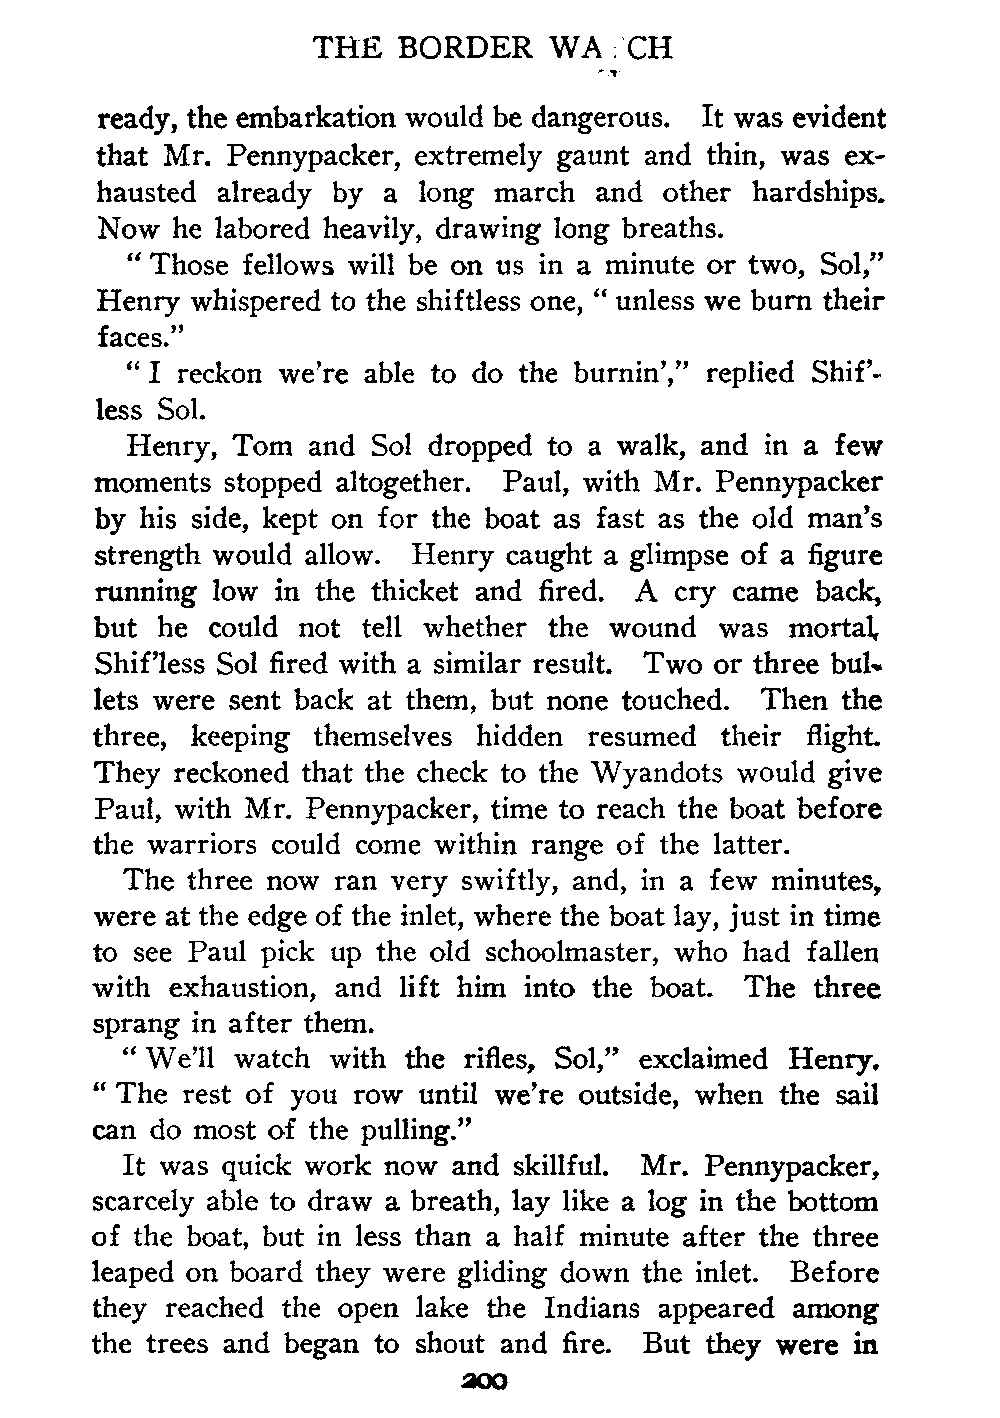 THE BORDER WATCH
ready, the embarkation would be dangerous. It was evident
that Mr. Pennypacker, extremely gaunt and thin, was ex-
hausted already by a long march and other hardships.
Now he labored heavily, drawing long breaths.
“ Those fellows will be on us in a minute or two, Sol,”
Henry whispered to the shiftless one, “ unless we burn their
faces.”
“ I reckon we're able to do the burnin',” replied Shif'-
less Sol.
Henry, Tom and Sol dropped to a walk, and in a few
moments stopped altogether. Paul, with Mr. Pennypacker
by his side, kept on for the boat as fast as the old man's
strength would allow. Henry caught a glimpse of a figure
running low in the thicket and fired. A cry came back,
but he could not tell whether the wound was mortal,
Shif'less Sol fired with a similar result. Two or three bul-
lets were sent back at them, but none touched. Then the
three, keeping themselves hidden resumed their flight.
They reckoned that the check to the Wyandots would give
Paul, with Mr. Pennypacker, time to reach the boat before
the warriors could come within range of the latter.
The three now ran very swiftly, and, in a few minutes,
were at the edge of the inlet, where the boat lay, just in time
to see Paul pick up the old schoolmaster, who had fallen
with exhaustion, and lift him into the boat. The three
sprang in after them.
“ We'll watch with the rifles, Sol,” exclaimed Henry.
“ The rest of you row until we're outside, when the sail
can do most of the pulling.”
It was quick work now and skillful. Mr. Pennypacker,
scarcely able to draw a breath, lay like a log in the bottom
of the boat, but in less than a half minute after the three
leaped on board they were gliding down the inlet. Before
they reached the open lake the Indians appeared among
the trees and began to shout and fire. But they were in
200